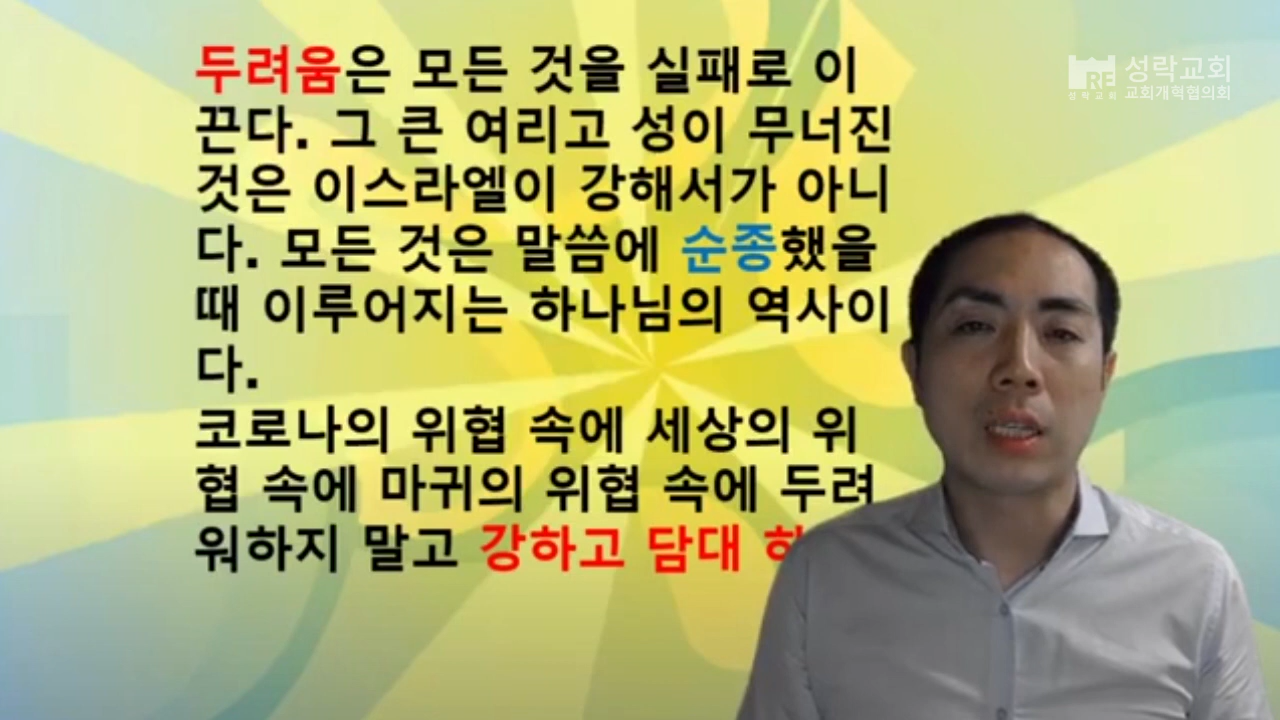 두려움은 모든 것을 실패로 이
끈다. 그 큰 여리고 성이 무너진
것은 이스라엘이 강해서가 아니
다. 모든 것은 말씀에 순종했을
때 이루어지는 하나님의 역사이
다.
코로나의 위협 속에 세상의 위
협 속에 마귀의 위협 속에 두려
워하지 말고 강하고 담대
RE
성락교회
성락교회
교회개혁협의회